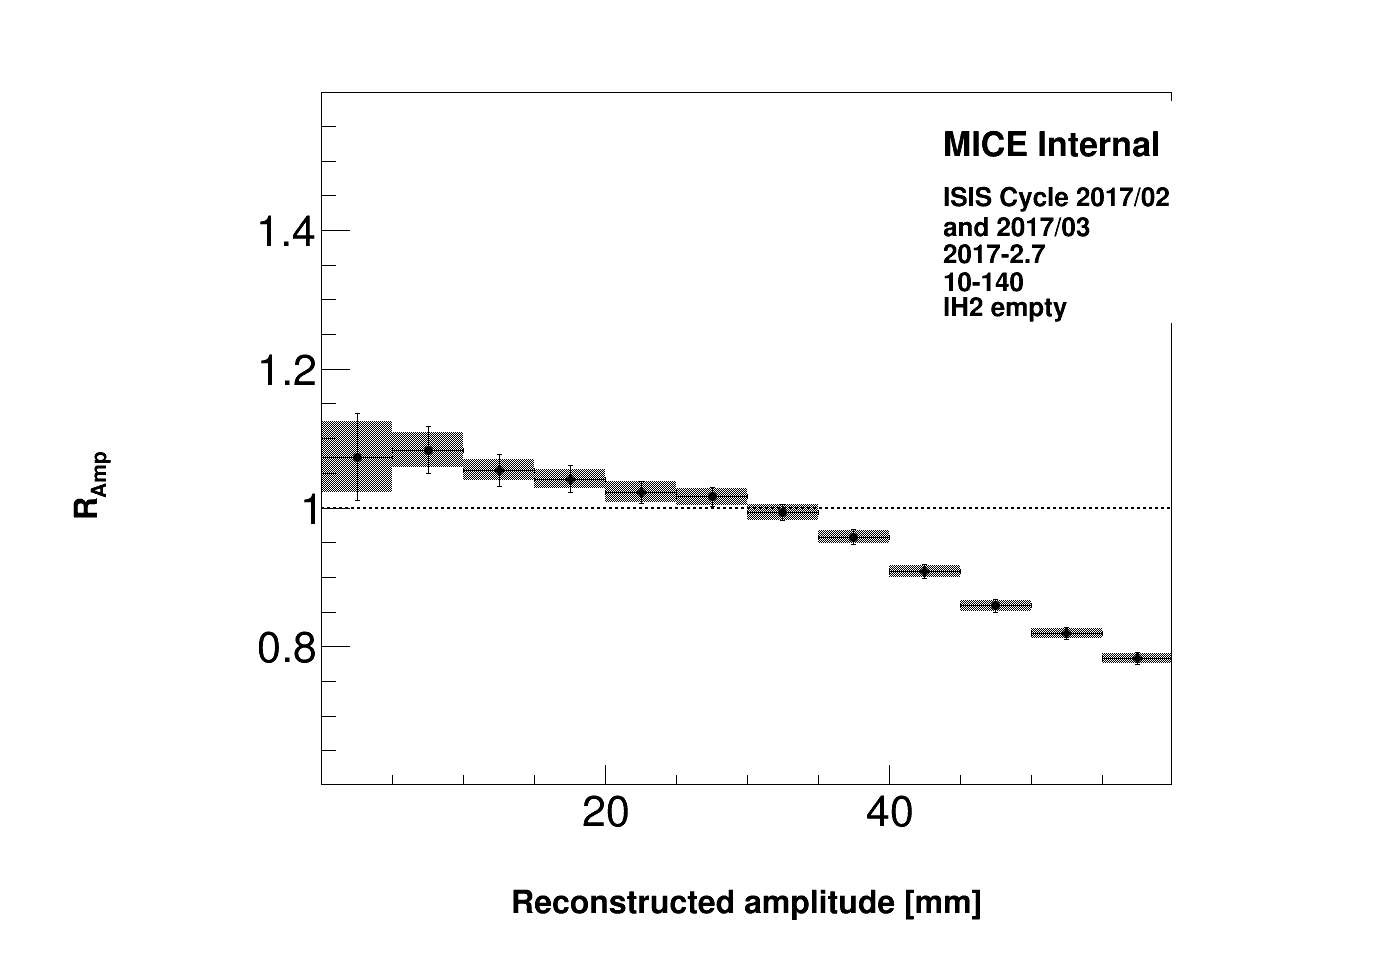 MICE Internal
ISIS Cycle 2017/02
and 2017/03
2017-2.7
10-140
lH2 empty
1.4
1.2
1
0.8
R_Amp
20 40
Reconstructed amplitude [mm]